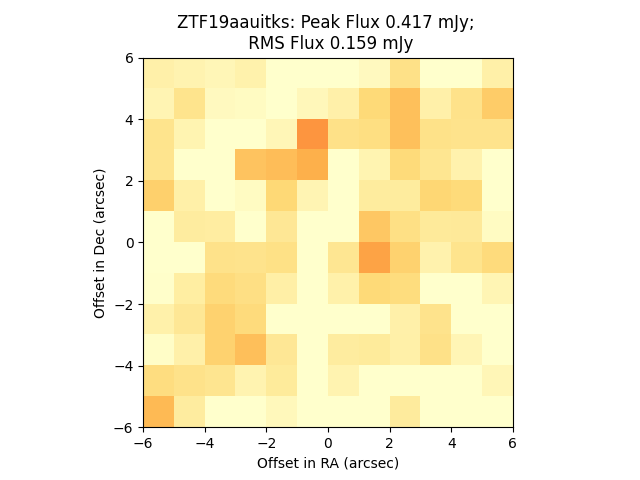 ZTF19aauitks: Peak Flux 0.417 mJy;
RMS Flux 0.159 mJy
6
4
2
0
−2
−4
−6
Offset in Dec (arcsec)
−6 −4 −2 0 2 4 6
Offset in RA (arcsec)